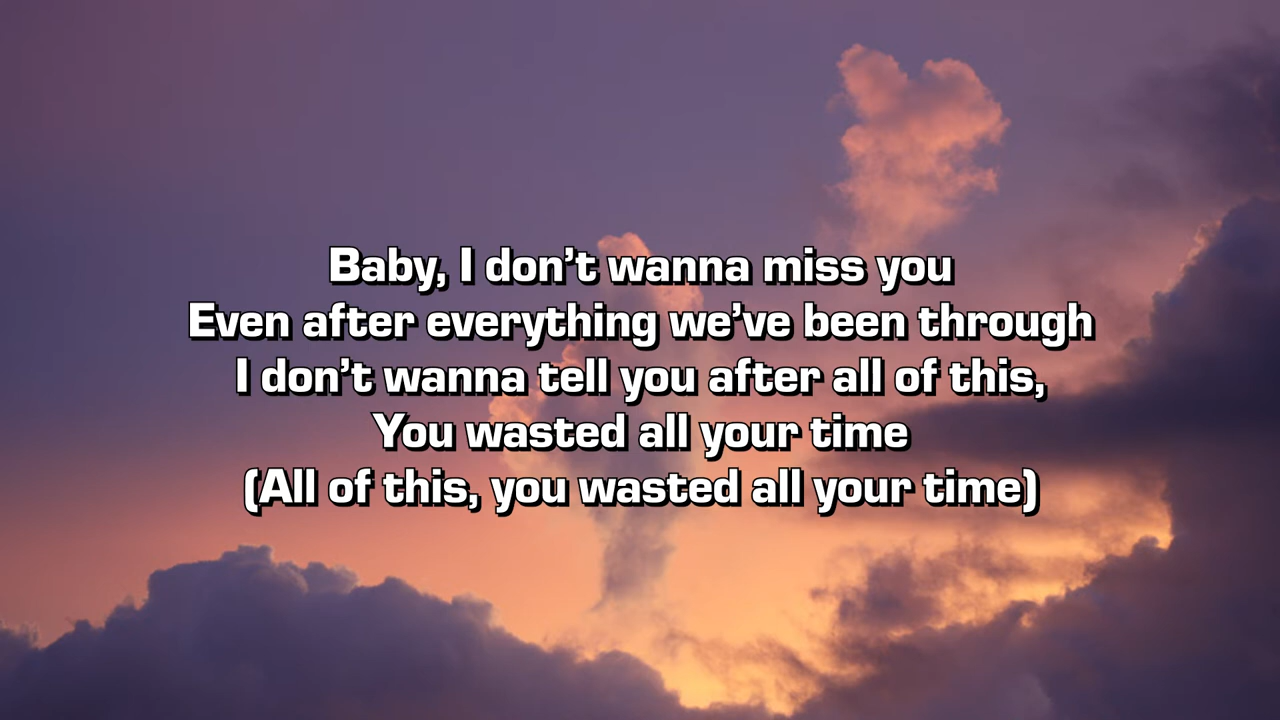 Baby, I don’t wanna miss you
Even after everything we’ve been through
I don’t wanna tell you after all of this,
You wasted all your time
(All of this, you wasted all your time)